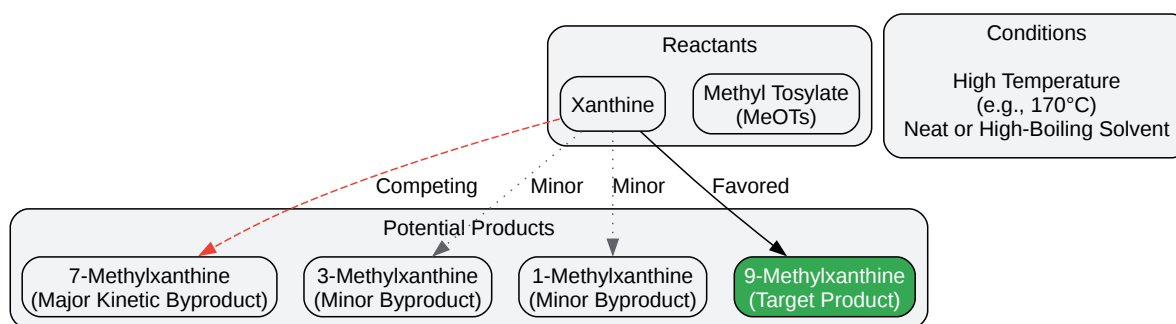 Reactants
Xanthine
Methyl Tosylate
(MeOTs)
Conditions
High Temperature
(e.g., 170°C)
Neat or High-Boiling Solvent
Competing
Minor
Minor
Favored
Potential Products
7-Methylxanthine
(Major Kinetic Byproduct)
3-Methylxanthine
(Minor Byproduct)
1-Methylxanthine
(Minor Byproduct)
9-Methylxanthine
(Target Product)